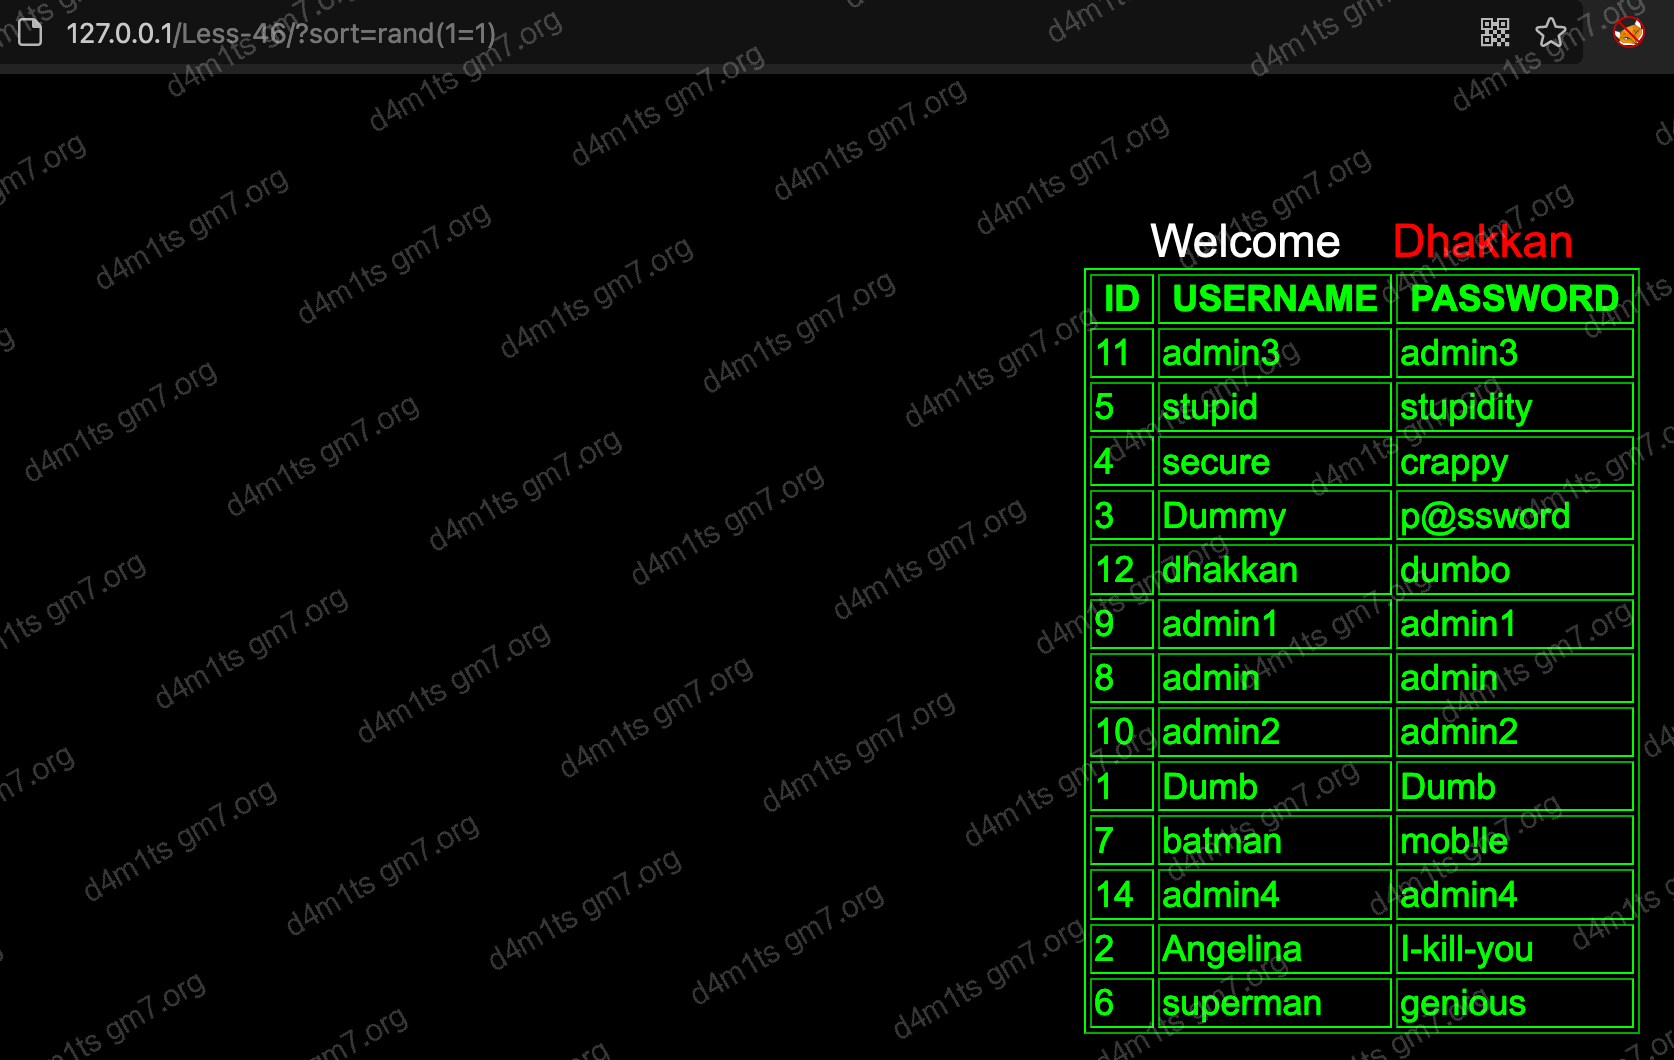 127.0.0.1/Less-46/?sort=rand(1=1)
Welcome Dhakkan
ID USERNAME PASSWORD
11 admin3 admin3
5 stupid stupidity
4 secure crappy
3 Dummy p@ssword
12 dhakkan dumbo
9 admin1 admin1
8 admin admin
10 admin2 admin2
1 Dumb Dumb
7 batman mob!le
14 admin4 admin4
2 Angelina I-kill-you
6 superman genious
d4m1ts gm7.org